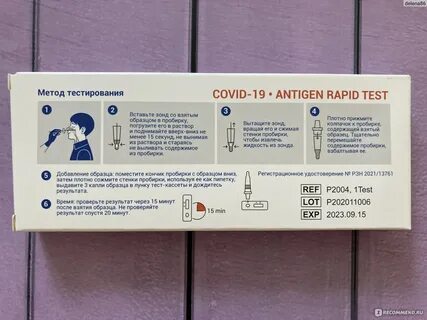 delena86
Метод тестирования
COVID-19 • ANTIGEN RAPID TEST
1
2
Вставьте зонд со взятым
образцом в пробирку,
погрузите его в раствор
и поднимайте вверх-вниз не
менее 15 секунд, не вынимая
из раствора и стараясь
не выливать содержимое
из пробирки.
3
Вытащите зонд,
вращая его и сжимая
стенки пробирки,
чтобы извлечь
жидкость из зонда.
4
Плотно прижмите
колпачок к пробирке,
содержащей взятый
образец. Тщательно
перемешайте
содержимое пробирки,
взбалтывая ее.
5
Добавление образца: поместите кончик пробирки с образцом вниз,
затем плотно сожмите стенки пробирки, используя ее как пипетку,
выдавите 3 капли образца в лунку тест-кассеты и дождитесь
результата.
6
Время: проверьте результат через 15 минут
после взятия образца. Не проверяйте
результат спустя 20 минут.
15 min
Регистрационное удостоверение № РЗН 2021/13761
REF P2004, 1Test
LOT P202011006
EXP 2023.09.15
IRECOMMEND.RU